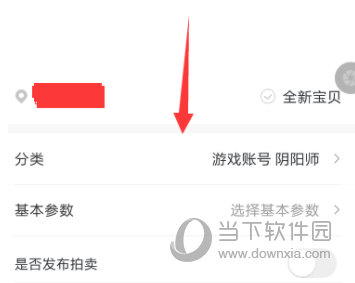 全新宝贝
分类 游戏账号 阴阳师
基本参数 选择基本参数
当下软件园
是否发布拍卖
www.downxia.com